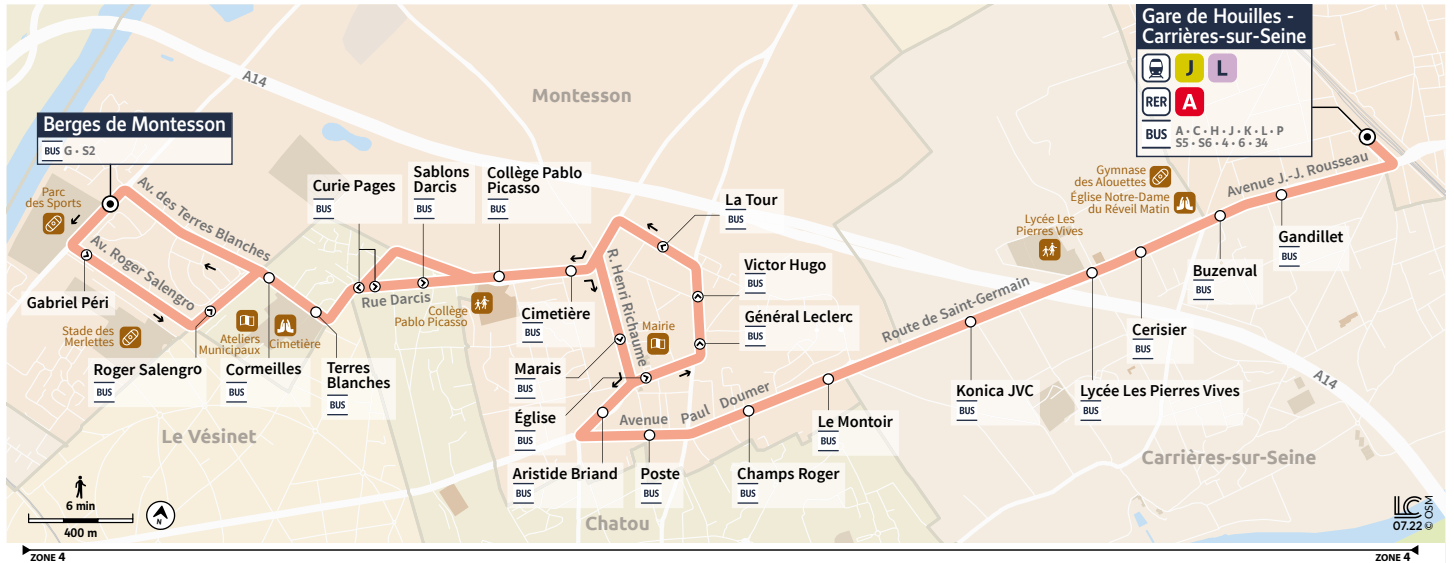 Gare de Houilles -
Carrières-sur-Seine
J L
RER A
BUS A • C • H • J • K • L • P
S5 • S6 • 4 • 6 • 34
A14
Montesson
Berges de Montesson
BUS G • S2
Parc
des Sports
Av. des Terres Blanches
Av. Roger Salengro
Gabriel Péri
Stade des
Merlettes
Roger Salengro
BUS
Ateliers
Municipaux
Cimetière
Cormeilles
BUS
Terres
Blanches
BUS
Curie Pages
BUS
Sablons
Darcis
BUS
Collège Pablo
Picasso
BUS
Rue Darcis
Collège
Pablo Picasso
Cimetière
BUS
R. Henri Richaume
Mairie
La Tour
BUS
Victor Hugo
BUS
Général Leclerc
BUS
Marais
BUS
Église
BUS
Aristide Briand
BUS
Avenue Paul Doumer
Poste
BUS
Champs Roger
BUS
Le Montoir
BUS
Route de Saint-Germain
Konica JVC
BUS
Lycée Les
Pierres Vives
Lycée Les Pierres Vives
BUS
Cerisier
BUS
Gymnase
des Alouettes
Église Notre-Dame
du Réveil Matin
Buzenval
BUS
Gandillet
BUS
Avenue J.-J. Rousseau
A14
Le Vésinet
Chatou
Carrières-sur-Seine
6 min
400 m
N
LC
07.22
© OSM
ZONE 4
ZONE 4